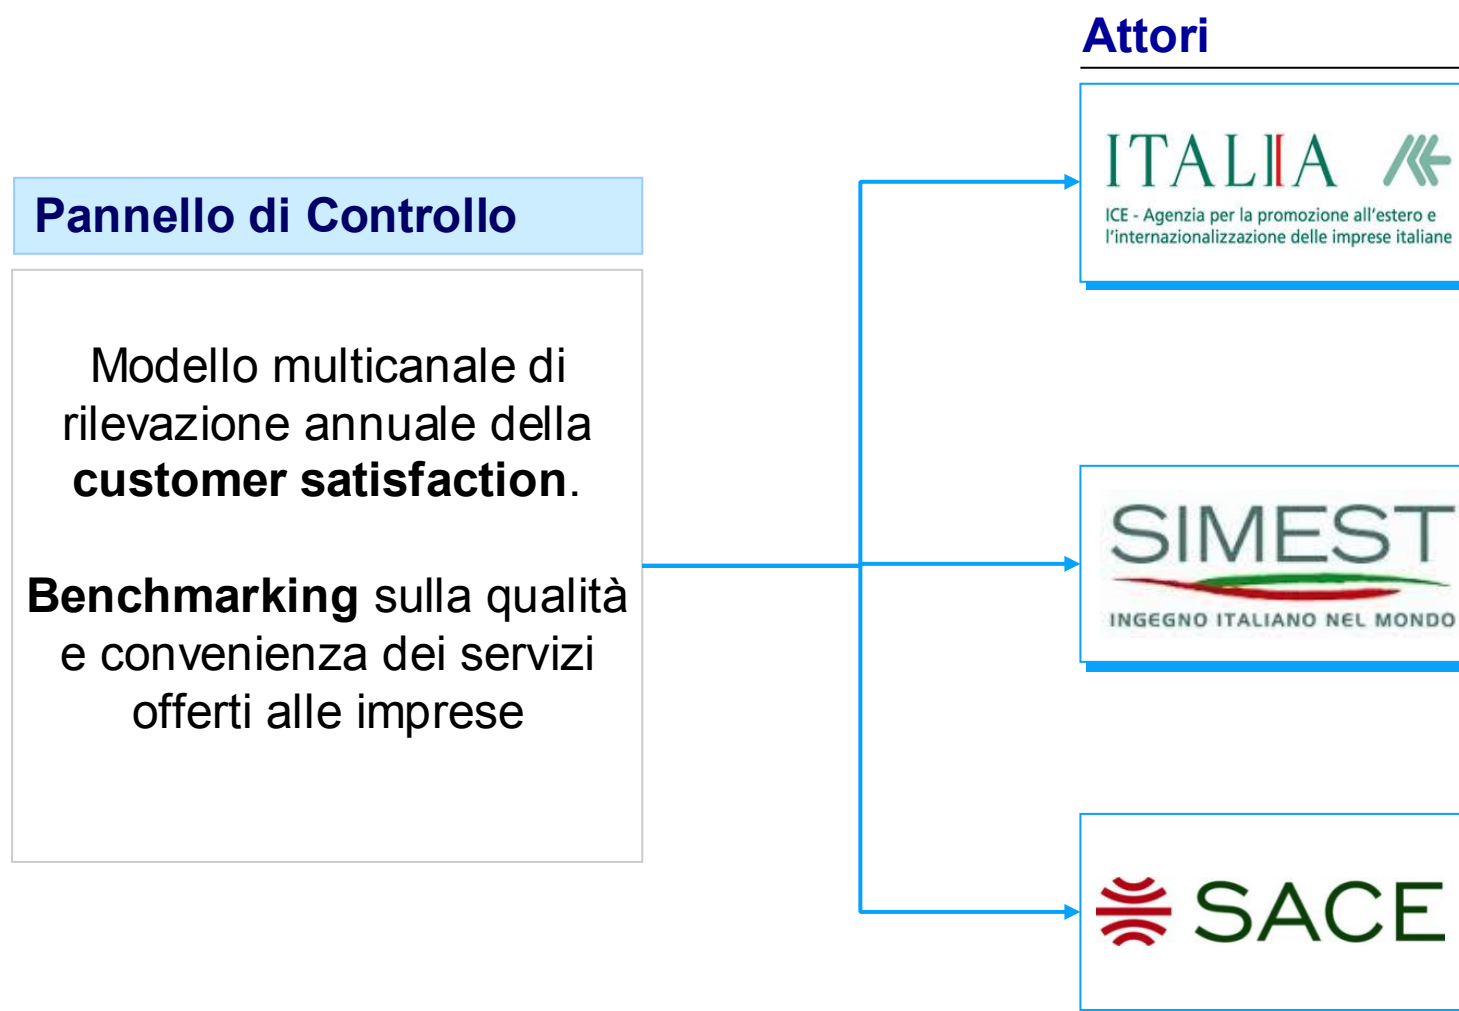 Attori
ITALIA
ICE - Agenzia per la promozione all'estero e
l'internazionalizzazione delle imprese italiane
Pannello di Controllo
Modello multicanale di
rilevazione annuale della
customer satisfaction.
Benchmarking sulla qualità
e convenienza dei servizi
offerti alle imprese
SIMEST
INGEGNO ITALIANO NEL MONDO
SACE